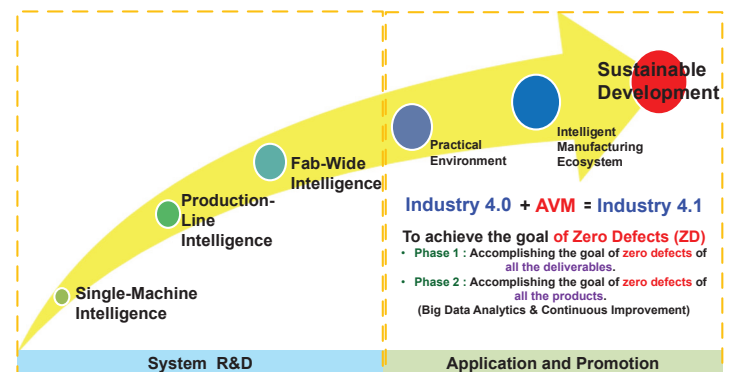 Sustainable
Development
Practical
Environment
Intelligent
Manufacturing
Ecosystem
Fab-Wide
Intelligence
Production-
Line
Intelligence
Single-Machine
Intelligence
Industry 4.0 + AVM = Industry 4.1
To achieve the goal of Zero Defects (ZD)
• Phase 1 : Accomplishing the goal of zero defects of
all the deliverables.
• Phase 2 : Accomplishing the goal of zero defects of
all the products.
(Big Data Analytics & Continuous Improvement)
System R&D
Application and Promotion